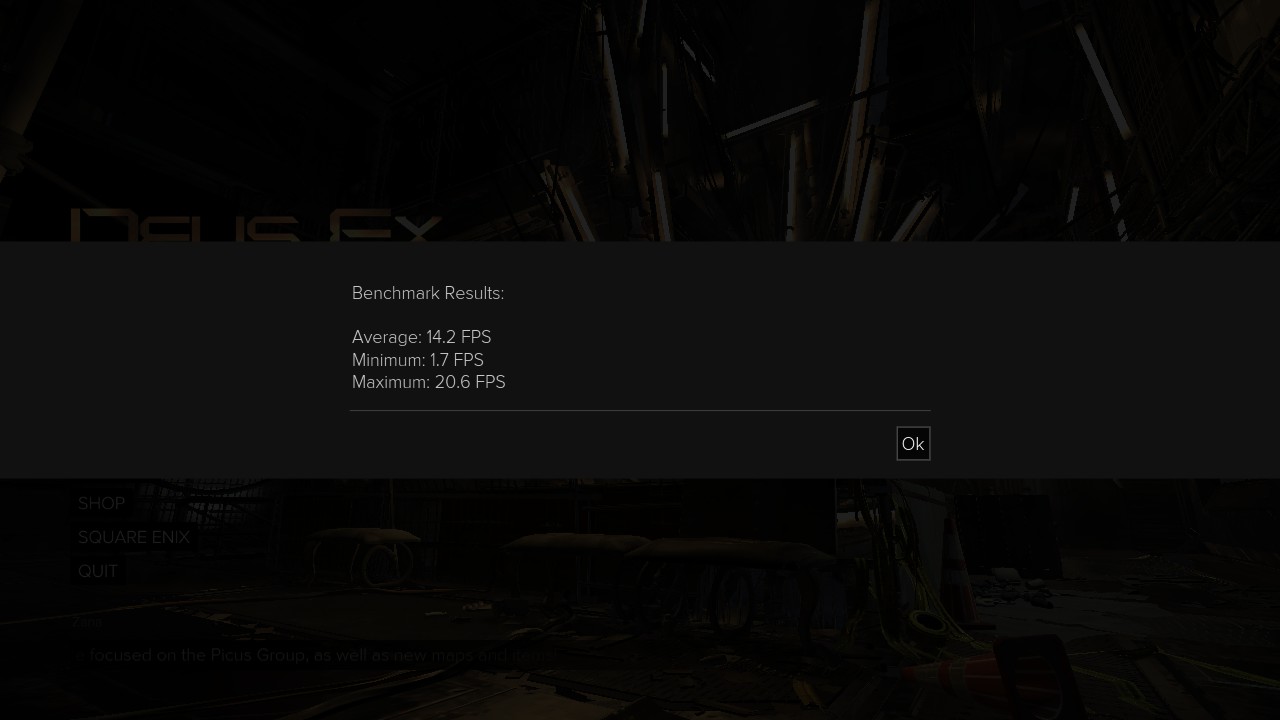 Deus Ex
Benchmark Results:
Average: 14.2 FPS
Minimum: 1.7 FPS
Maximum: 20.6 FPS
Ok
SHOP
SQUARE ENIX
QUIT
focused on the Picus Group, as well as new maps and items